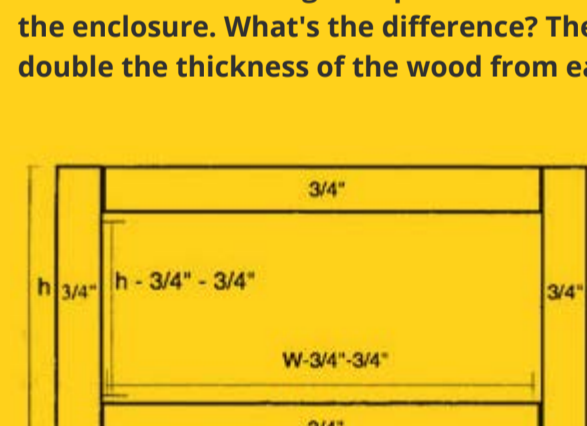 the enclosure. What's the difference? The
double the thickness of the wood from ea
3/4"
h
3/4"
h - 3/4" - 3/4"
3/4"
W-3/4"-3/4"